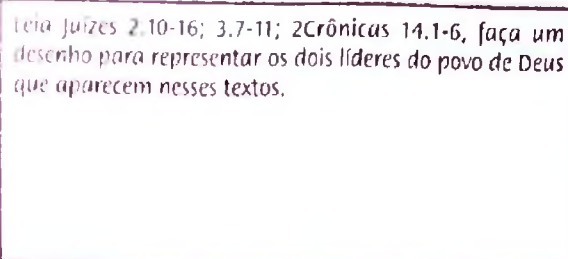 Leia Juízes 2.10-16; 3.7-11; 2Crônicas 14.1-6, faça um
desenho para representar os dois líderes do povo de Deus
que aparecem nesses textos.